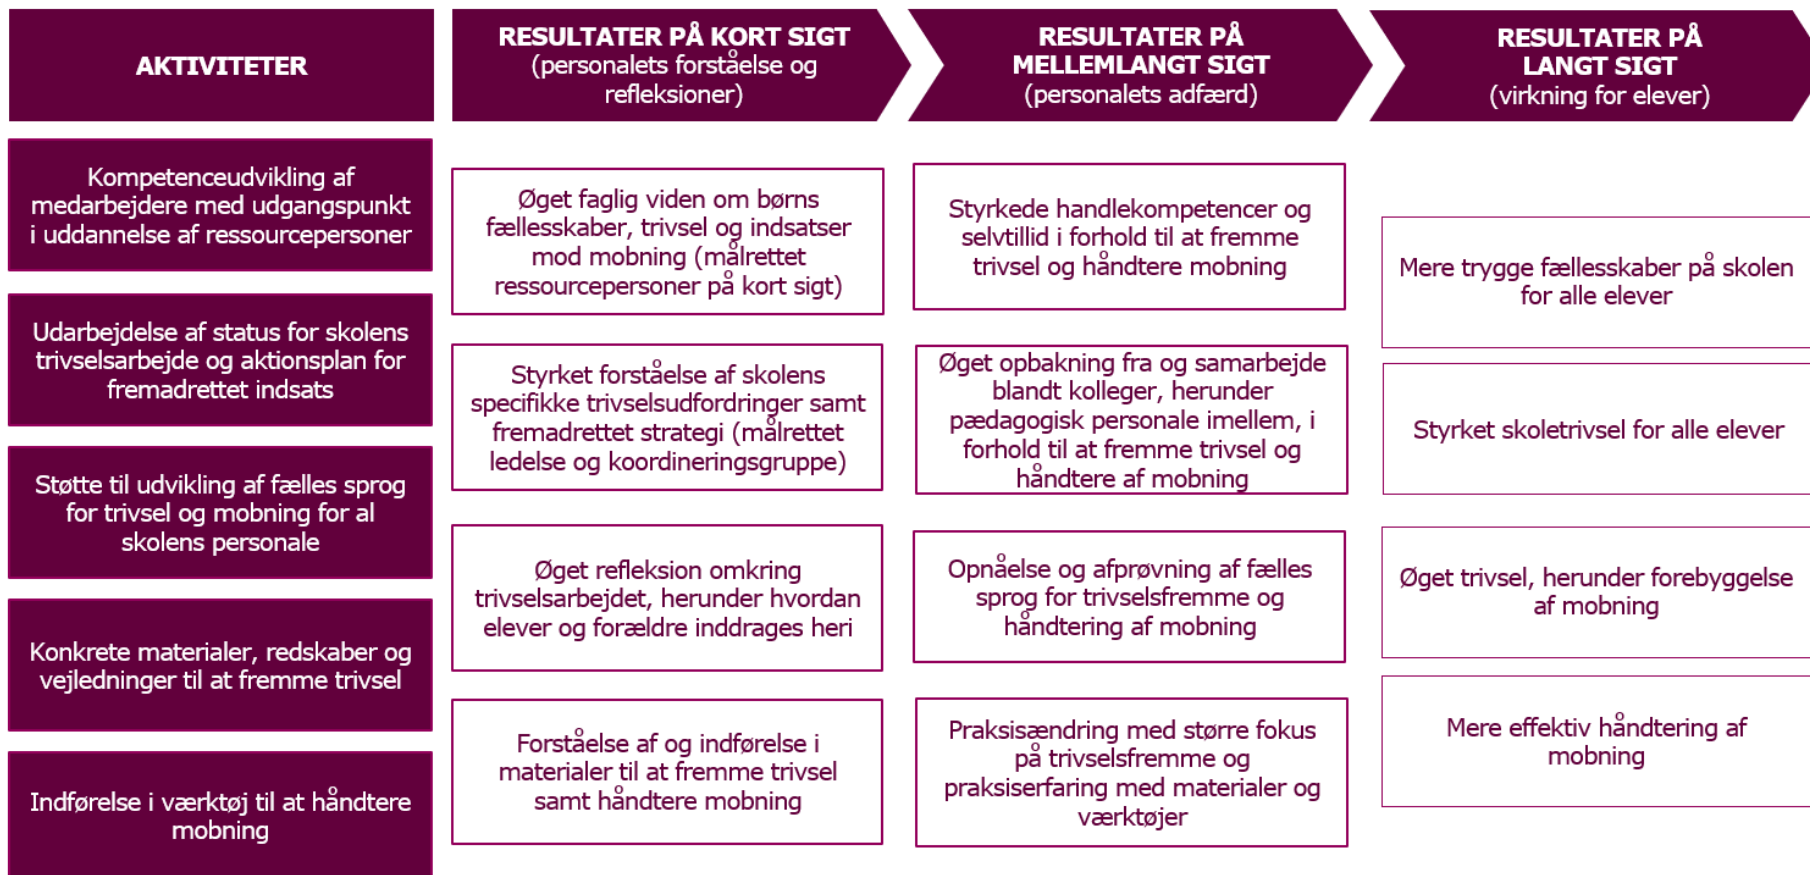 AKTIVITETER
RESULTATER PÅ KORT SIGT
(personalets forståelse og
refleksioner)
RESULTATER PÅ
MELLEMLANGT SIGT
(personalets adfærd)
RESULTATER PÅ
LANGT SIGT
(virkning for elever)
Kompetenceudvikling af
medarbejdere med udgangspunkt
i uddannelse af ressourcepersoner
Udarbejdelse af status for skolens
trivselsarbejde og aktionsplan for
fremadrettet indsats
Støtte til udvikling af fælles sprog
for trivsel og mobning for al
skolens personale
Konkrete materialer, redskaber og
vejledninger til at fremme trivsel
Indførelse i værktøj til at håndtere
mobning
Øget faglig viden om børns
fællesskaber, trivsel og indsatser
mod mobning (målrettet
ressourcepersoner på kort sigt)
Styrket forståelse af skolens
specifikke trivselsudfordringer samt
fremadrettet strategi (målrettet
ledelse og koordineringsgruppe)
Øget refleksion omkring
trivselsarbejdet, herunder hvordan
elever og forældre inddrages heri
Forståelse af og indførelse i
materialer til at fremme trivsel
samt håndtere mobning
Styrkede handlekompetencer og
selvtillid i forhold til at fremme
trivsel og håndtere mobning
Øget opbakning fra og samarbejde
blandt kolleger, herunder
pædagogisk personale imellem, i
forhold til at fremme trivsel og
håndtere af mobning
Opnåelse og afprøvning af fælles
sprog for trivselsfremme og
håndtering af mobning
Praksisændring med større fokus
på trivselsfremme og
praksiserfaring med materialer og
værktøjer
Mere trygge fællesskaber på skolen
for alle elever
Styrket skoletrivsel for alle elever
Øget trivsel, herunder forebyggelse
af mobning
Mere effektiv håndtering af
mobning